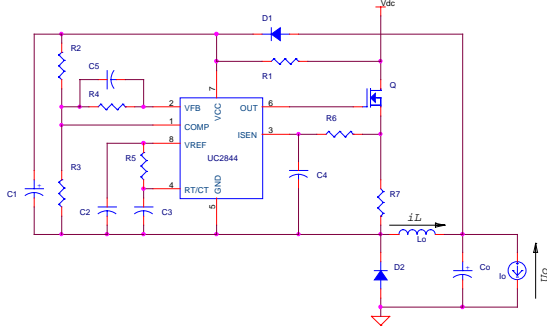 Vdc
D1
R2
C5
R1
Q
R4
7
2
VFB
VCC
OUT
6
1
COMP
ISEN
3
R6
8
VREF
R5
UC2844
R3
C1
C4
R7
4
RT/CT
GND
5
C2
C3
iL
Lo
D2
Co
Io
Uo